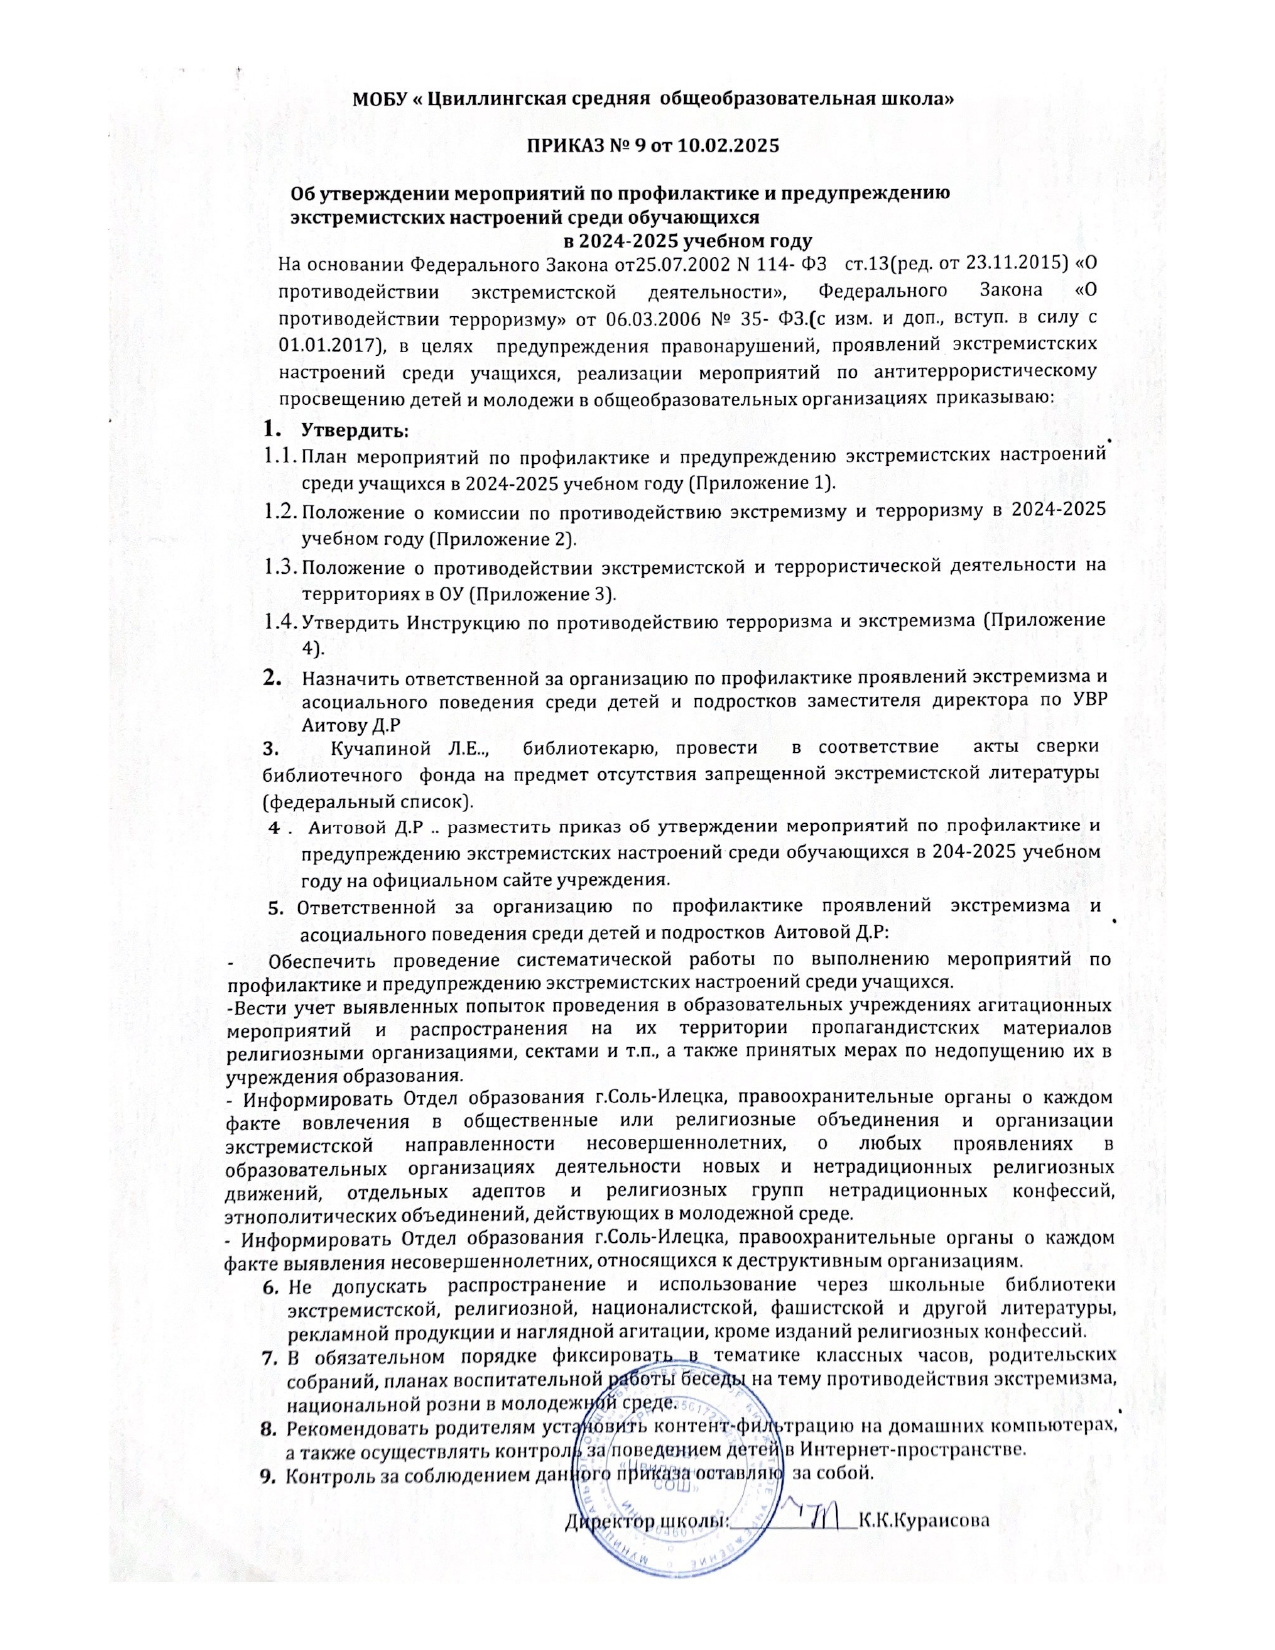 МОБУ « Цвиллингская средняя общеобразовательная школа»
ПРИКАЗ № 9 от 10.02.2025
Об утверждении мероприятий по профилактике и предупреждению
экстремистских настроений среди обучающихся
в 2024-2025 учебном году
На основании Федерального Закона от25.07.2002 N 114- ФЗ ст.13(ред. от 23.11.2015) «О
противодействии экстремистской деятельности», Федерального Закона «О
противодействии терроризму» от 06.03.2006 № 35- ФЗ.(с изм. и доп., вступ. в силу с
01.01.2017), в целях предупреждения правонарушений, проявлений экстремистских
настроений среди учащихся, реализации мероприятий по антитеррористическому
просвещению детей и молодежи в общеобразовательных организациях приказываю:
1. Утвердить:
1.1. План мероприятий по профилактике и предупреждению экстремистских настроений
среди учащихся в 2024-2025 учебном году (Приложение 1).
1.2. Положение о комиссии по противодействию экстремизму и терроризму в 2024-2025
учебном году (Приложение 2).
1.3. Положение о противодействии экстремистской и террористической деятельности на
территориях в ОУ (Приложение 3).
1.4. Утвердить Инструкцию по противодействию терроризма и экстремизма (Приложение
4).
2. Назначить ответственной за организацию по профилактике проявлений экстремизма и
асоциального поведения среди детей и подростков заместителя директора по УВР
Аитову Д.Р
3. Кучапиной Л.Е.., библиотекарю, провести в соответствие акты сверки
библиотечного фонда на предмет отсутствия запрещенной экстремистской литературы
(федеральный список).
4 . Аитовой Д.Р .. разместить приказ об утверждении мероприятий по профилактике и
предупреждению экстремистских настроений среди обучающихся в 204-2025 учебном
году на официальном сайте учреждения.
5. Ответственной за организацию по профилактике проявлений экстремизма и
асоциального поведения среди детей и подростков Аитовой Д.Р:
- Обеспечить проведение систематической работы по выполнению мероприятий по
профилактике и предупреждению экстремистских настроений среди учащихся.
-Вести учет выявленных попыток проведения в образовательных учреждениях агитационных
мероприятий и распространения на их территории пропагандистских материалов
религиозными организациями, сектами и т.п., а также принятых мерах по недопущению их в
учреждения образования.
- Информировать Отдел образования г.Соль-Илецка, правоохранительные органы о каждом
факте вовлечения в общественные или религиозные объединения и организации
экстремистской направленности несовершеннолетних, о любых проявлениях в
образовательных организациях деятельности новых и нетрадиционных религиозных
движений, отдельных адептов и религиозных групп нетрадиционных конфессий,
этнополитических объединений, действующих в молодежной среде.
- Информировать Отдел образования г.Соль-Илецка, правоохранительные органы о каждом
факте выявления несовершеннолетних, относящихся к деструктивным организациям.
6. Не допускать распространение и использование через школьные библиотеки
экстремистской, религиозной, националистской, фашистской и другой литературы,
рекламной продукции и наглядной агитации, кроме изданий религиозных конфессий.
7. В обязательном порядке фиксировать в тематике классных часов, родительских
собраний, планах воспитательной работы беседы на тему противодействия экстремизма,
национальной розни в молодежной среде.
8. Рекомендовать родителям установить контент-фильтрацию на домашних компьютерах,
а также осуществлять контроль за поведением детей в Интернет-пространстве.
9. Контроль за соблюдением данного приказа оставляю за собой.
Директор школы:____________К.К.Кураисова
СОШ»